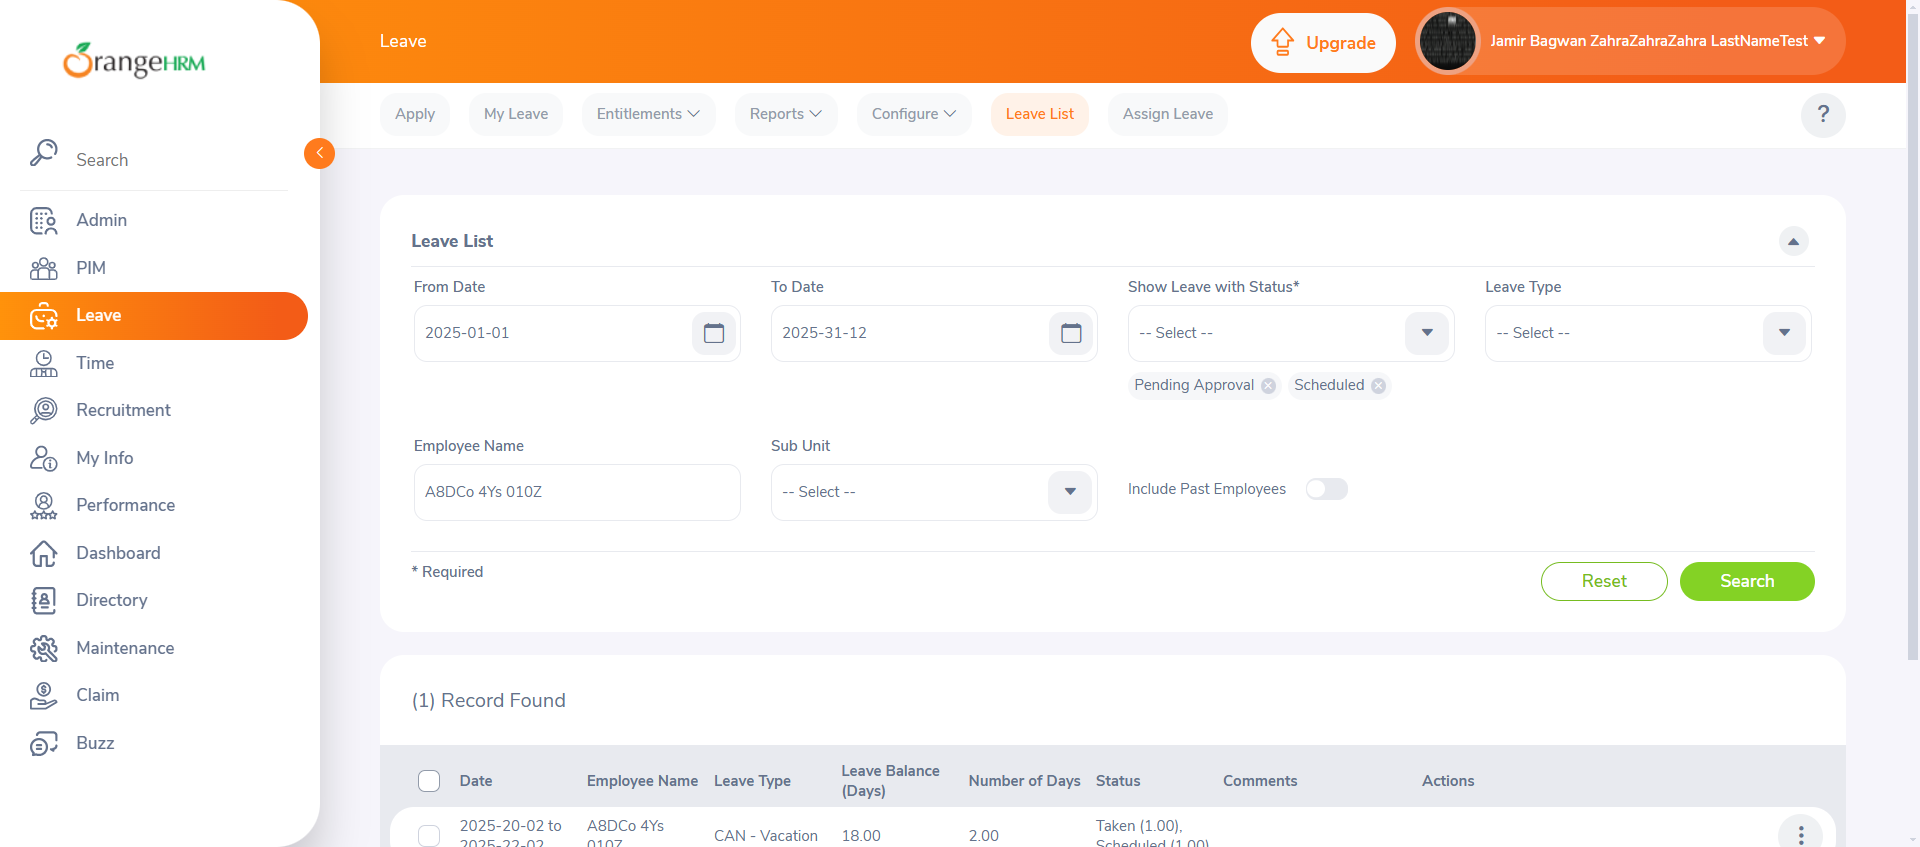 OrangeHRM
Leave
Upgrade
Jamir Bagwan ZahraZahraZahra LastNameTest
Apply
My Leave
Entitlements
Reports
Configure
Leave List
Assign Leave
?
Search
Admin
PIM
Leave
Time
Recruitment
My Info
Performance
Dashboard
Directory
Maintenance
Claim
Buzz
Leave List
From Date
To Date
Show Leave with Status*
Leave Type
2025-01-01
2025-31-12
-- Select --
-- Select --
Pending Approval
Scheduled
Employee Name
Sub Unit
A8DCo 4Ys 010Z
-- Select --
Include Past Employees
* Required
Reset
Search
(1) Record Found
Date
Employee Name
Leave Type
Leave Balance
(Days)
Number of Days
Status
Comments
Actions
2025-20-02 to
2025-22-02
A8DCo 4Ys
010Z
CAN - Vacation
18.00
2.00
Taken (1.00),
Scheduled (1.00)